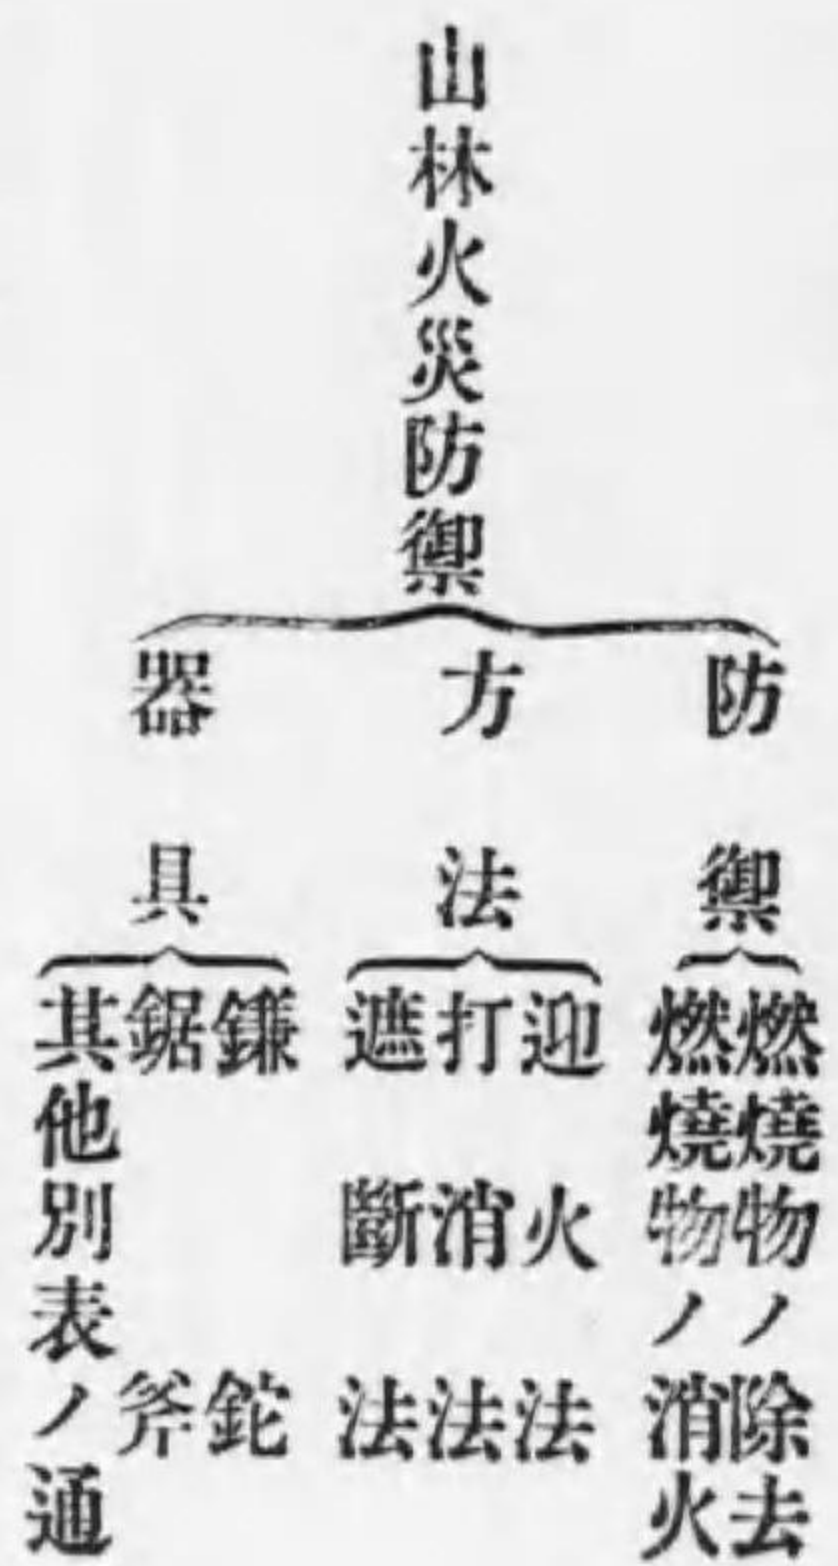 山林火災防禦
防禦
燃燒物ノ除去
燃燒物ノ消火
方法
迎火法
打消法
遮斷法
器具
鎌 鉈
鋸 斧
其他別表ノ通